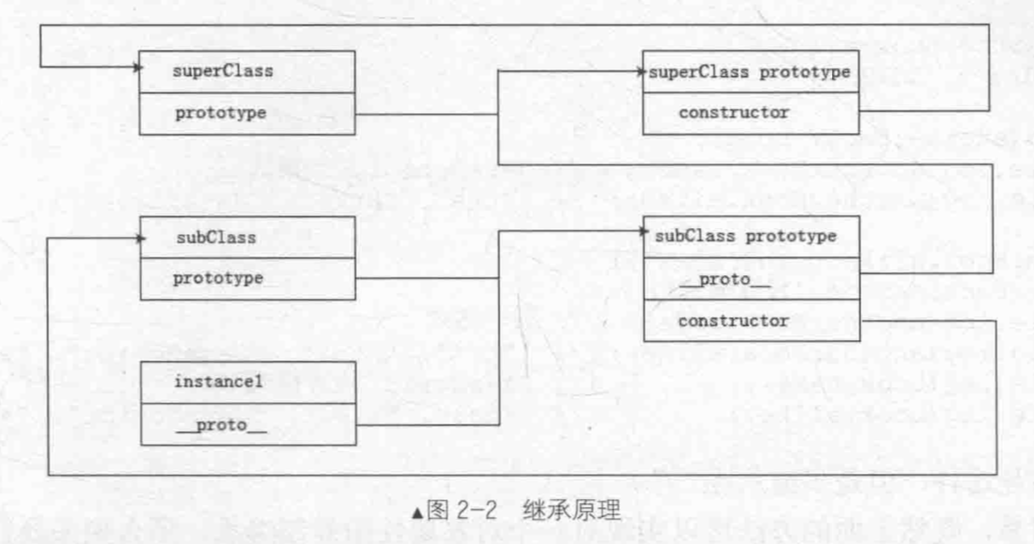 superClass
prototype
superClass prototype
constructor
subClass
prototype
subClass prototype
__proto__
constructor
instance1
__proto__
▲图 2-2 继承原理